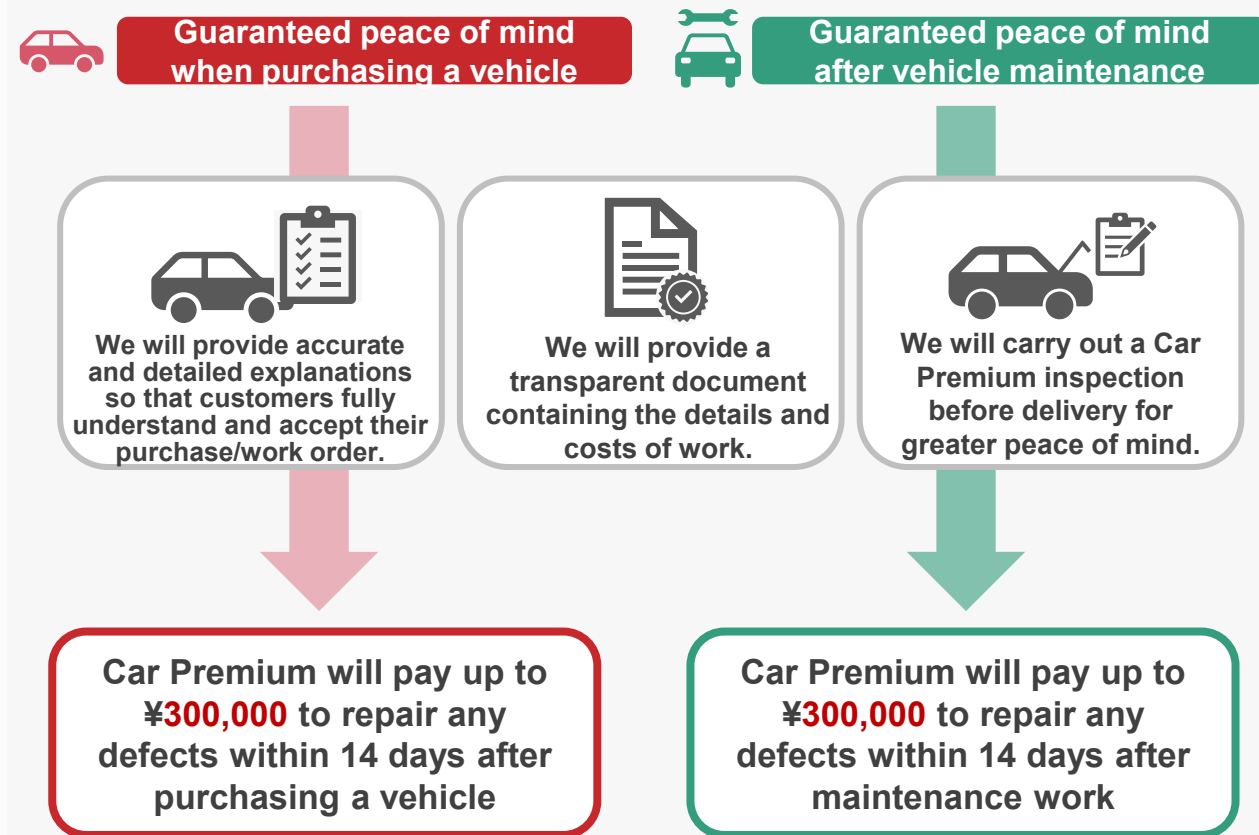 Guaranteed peace of mind
when purchasing a vehicle
Guaranteed peace of mind
after vehicle maintenance
We will provide accurate
and detailed explanations
so that customers fully
understand and accept their
purchase/work order.
We will provide a
transparent document
containing the details and
costs of work.
We will carry out a Car
Premium inspection
before delivery for
greater peace of mind.
Car Premium will pay up to
¥300,000 to repair any
defects within 14 days after
purchasing a vehicle
Car Premium will pay up to
¥300,000 to repair any
defects within 14 days after
maintenance work